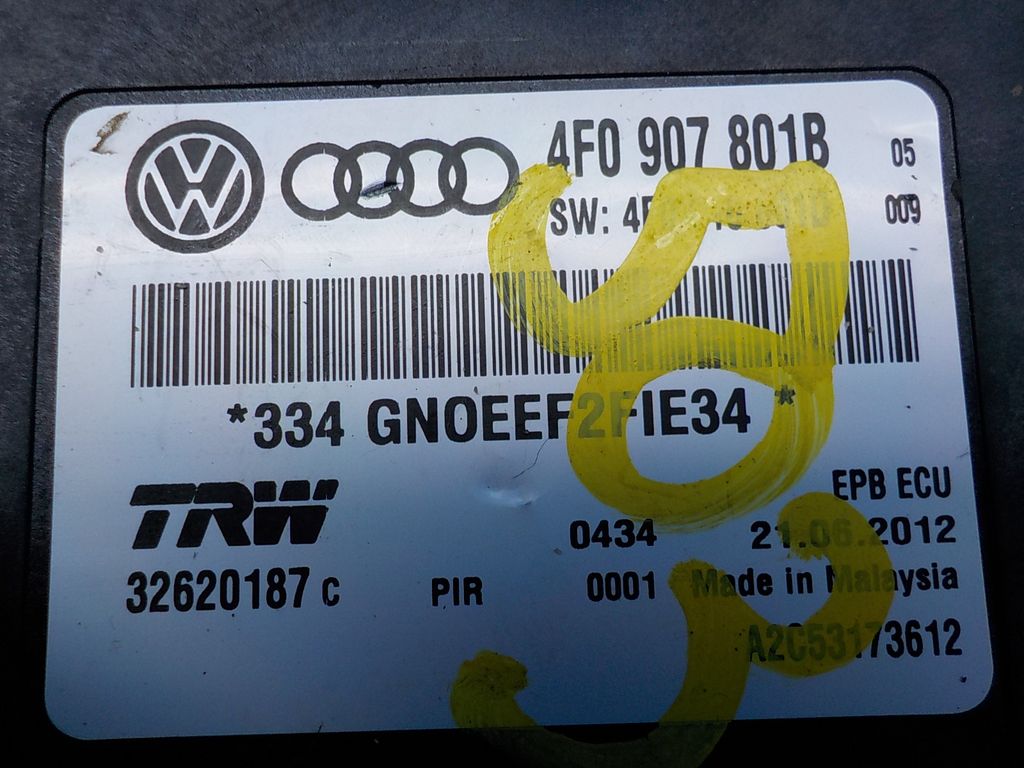 4F0 907 801B 05
SW: 009
*334 GNOEEF2FIE34 *
TRW
EPB ECU
0434 21.06.2012
32620187 C PIR 0001 Made in Malaysia
A2C53173612